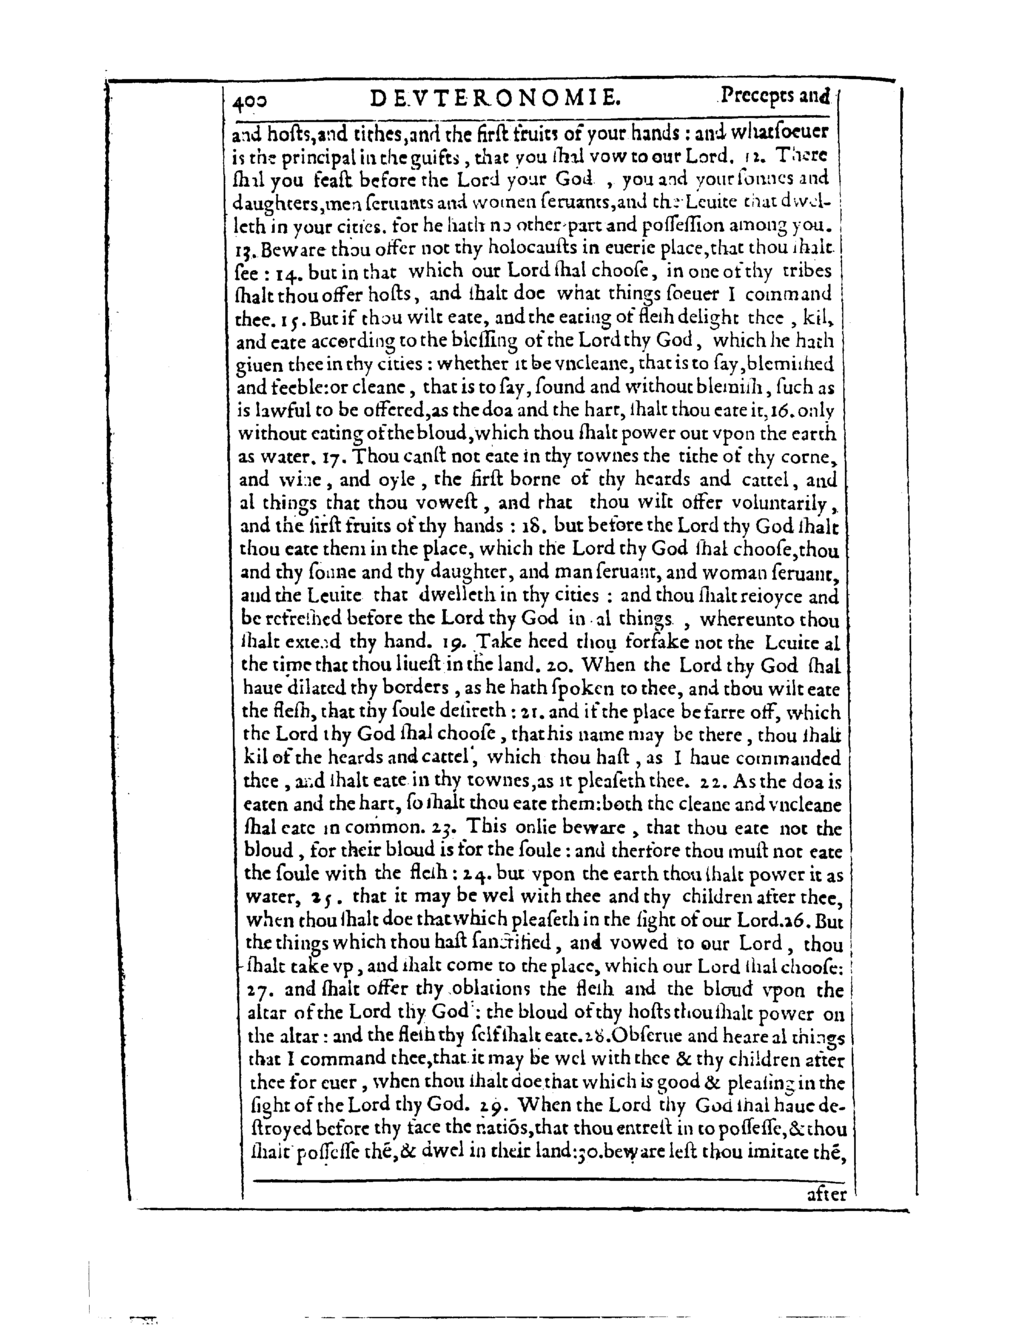 400 DEVTERONOMIE. Precepts and
and hoſts,and tithes,and the firſt fruits of your hands : and whatſoeuer
is the principal in the guifts , that you ſhal vow to our Lord. 12. There
ſhal you feaſt before the Lord your God , you and your ſonnes and
daughters,men ſeruants and women ſeruants,and the Leuite that dwel-
leth in your cities. for he hath no other part and poſſeſſion among you.
13. Beware thou offer not thy holocauſts in euerie place,that thou ſhalt
ſee : 14. but in that which our Lord ſhal chooſe, in one of thy tribes
ſhalt thou offer hoſts, and ſhalt doe what things ſoeuer I command
thee. 15. But if thou wilt eate, and the eating of fleſh delight thee , kil,
and eate according to the bleſſing of the Lord thy God, which he hath
giuen thee in thy cities : whether it be vncleane, that is to ſay,blemiſhed
and feeble:or cleane , that is to ſay, ſound and without blemiſh, ſuch as
is lawful to be offered,as the doa and the hart, ſhalt thou eate it, 16. only
without eating of the bloud,which thou ſhalt power out vpon the earth
as water. 17. Thou canſt not eate in thy townes the tithe of thy corne,
and wine , and oyle , the firſt borne of thy heards and cattel, and
al things that thou voweſt , and that thou wilt offer voluntarily,
and the firſt fruits of thy hands : 18. but before the Lord thy God ſhalt
thou eate them in the place, which the Lord thy God ſhal chooſe,thou
and thy ſonne and thy daughter, and man ſeruant, and woman ſeruant,
and the Leuite that dwelleth in thy cities : and thou ſhalt reioyce and
be refreſhed before the Lord thy God in al things , whereunto thou
ſhalt extend thy hand. 19. Take heed thou forſake not the Leuite al
the time that thou liueſt in the land. 20. When the Lord thy God ſhal
haue dilated thy borders , as he hath ſpoken to thee, and thou wilt eate
the fleſh, that thy ſoule deſireth : 21. and if the place be farre off, which
the Lord thy God ſhal chooſe , that his name may be there , thou ſhalt
kil of the heards and cattel, which thou haſt , as I haue commanded
thee , and ſhalt eate in thy townes,as it pleaſeth thee. 22. As the doa is
eaten and the hart, ſo ſhalt thou eate them:both the cleane and vncleane
ſhal eate in common. 23. This onlie beware , that thou eate not the
bloud , for their bloud is for the ſoule : and therfore thou muſt not eate
the ſoule with the fleſh : 24. but vpon the earth thou ſhalt power it as
water, 25. that it may be wel with thee and thy children after thee,
when thou ſhalt doe that which pleaſeth in the ſight of our Lord. 26. But
the things which thou haſt ſanctified , and vowed to our Lord , thou
ſhalt take vp , and ſhalt come to the place, which our Lord ſhal chooſe:
27. and ſhalt offer thy oblations the fleſh and the bloud vpon the
altar of the Lord thy God : the bloud of thy hoſts thou ſhalt power on
the altar : and the fleſh thy ſelf ſhalt eate. 28. Obſerue and heare al things
that I command thee,that it may be wel with thee & thy children after
thee for euer , when thou ſhalt doe that which is good & pleaſing in the
ſight of the Lord thy God. 29. When the Lord thy God ſhal haue de-
ſtroyed before thy face the natiõs,that thou entreſt in to poſſeſſe,& thou
ſhalt poſſeſſe thẽ,& dwel in their land:30. beware leſt thou imitate thẽ,
after